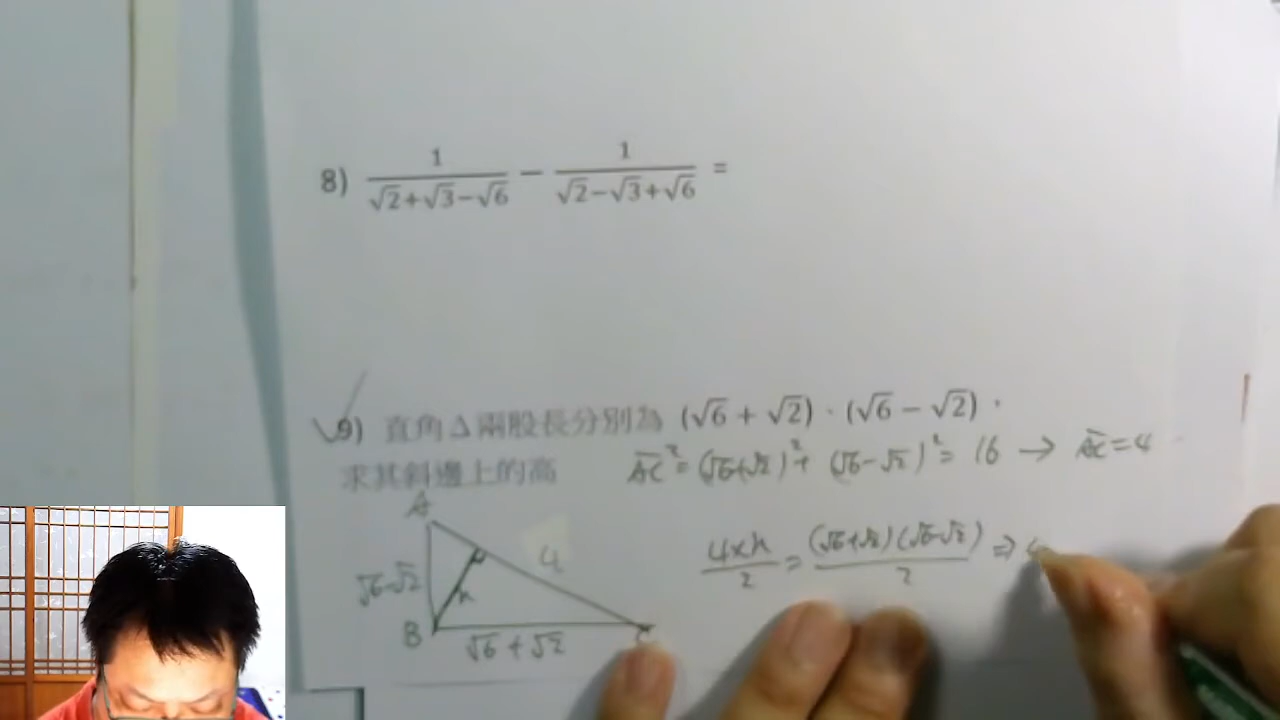 8) 1/(√2+√3-√6) - 1/(√2-√3+√6) =
9) 直角△兩股長分別為 (√6 + √2)、(√6 - √2)。
AC̅² = (√6+√2)² + (√6-√2)² = 16 → AC̅ = 4
求其斜邊上的高
A
4×h/2 = (√6+√2)(√6-√2)/2 ⇒
4
√6-√2
h
B
√6+√2
C